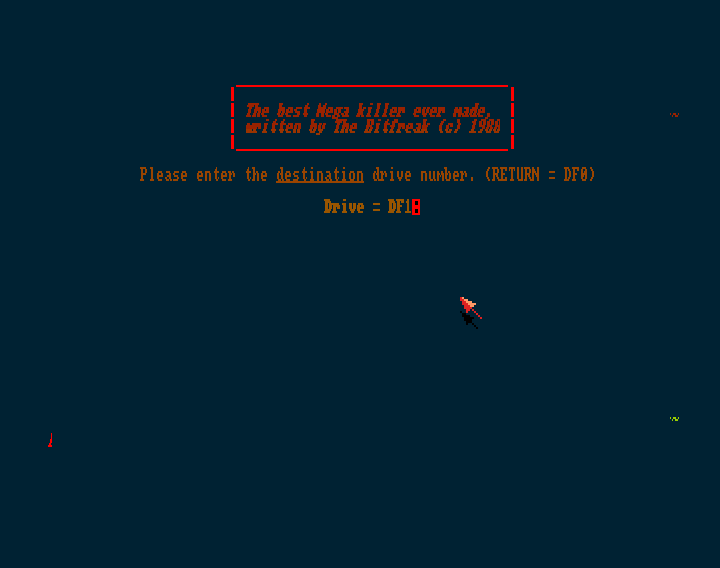 The best Mega killer ever made,
written by The Bitfreak (c) 1988
Please enter the destination drive number. (RETURN = DF0)
Drive = DF1: